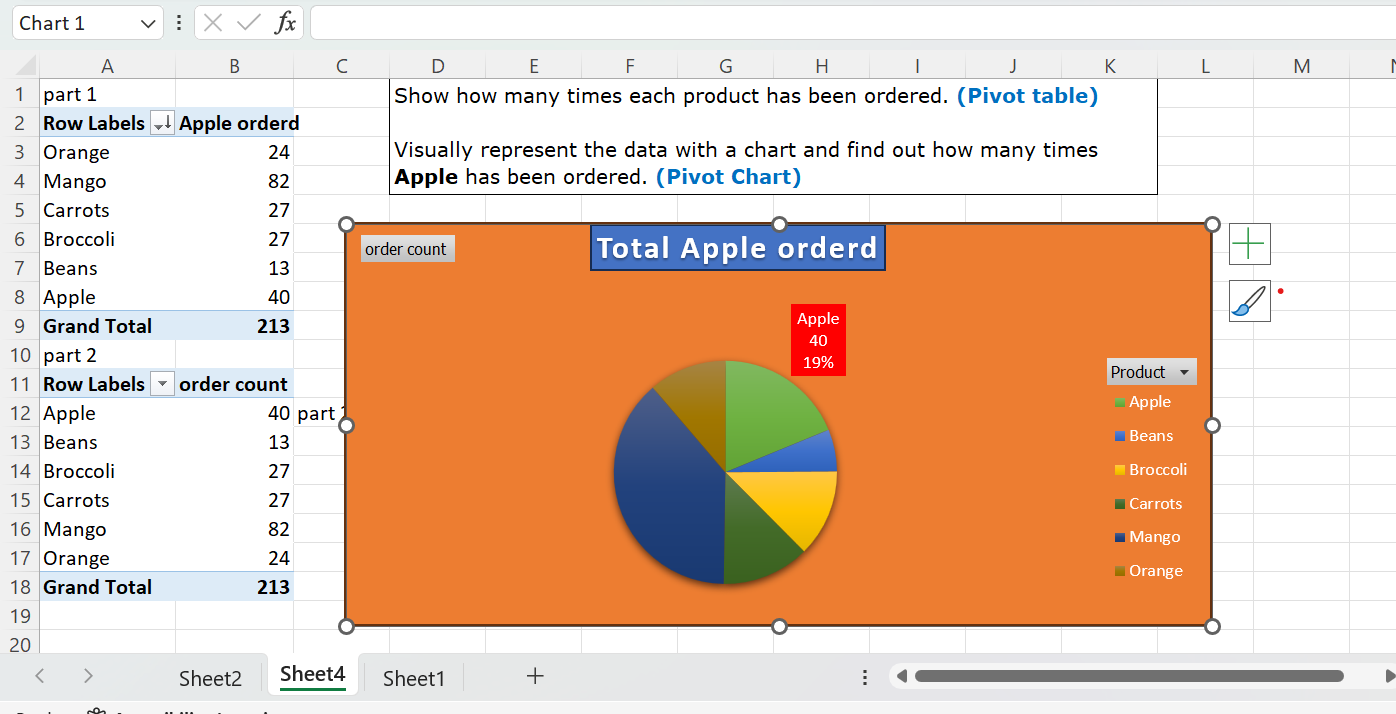 Chart 1
fx
A B C D E F G H I J K L M
1 part 1
2 Row Labels Apple orderd
3 Orange 24
4 Mango 82
5 Carrots 27
6 Broccoli 27
7 Beans 13
8 Apple 40
9 Grand Total 213
10 part 2
11 Row Labels order count
12 Apple 40 part
13 Beans 13
14 Broccoli 27
15 Carrots 27
16 Mango 82
17 Orange 24
18 Grand Total 213
19
20
Show how many times each product has been ordered. (Pivot table)
Visually represent the data with a chart and find out how many times
Apple has been ordered. (Pivot Chart)
order count
Total Apple orderd
Apple
40
19%
Product
Apple
Beans
Broccoli
Carrots
Mango
Orange
Sheet2 Sheet4 Sheet1